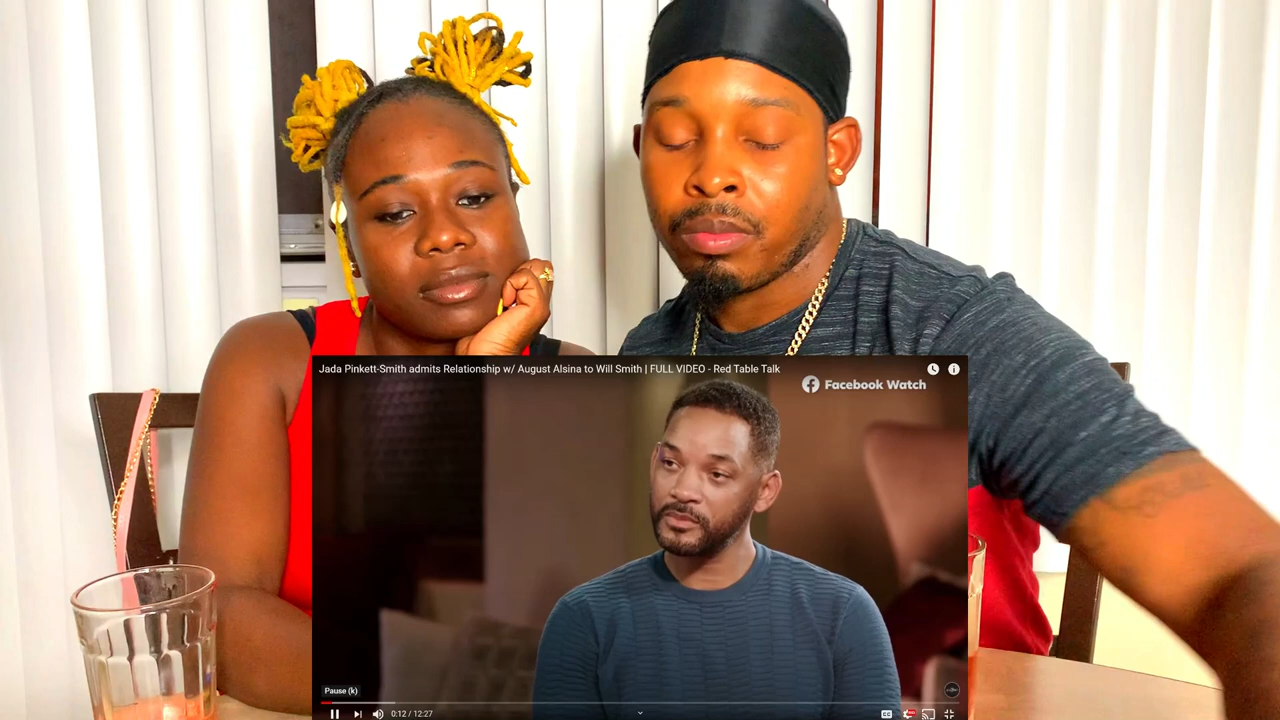 Jada Pinkett-Smith admits Relationship w/ August Alsina to Will Smith | FULL VIDEO - Red Table Talk
Facebook Watch
Pause (k)
0:12 / 12:27
CC